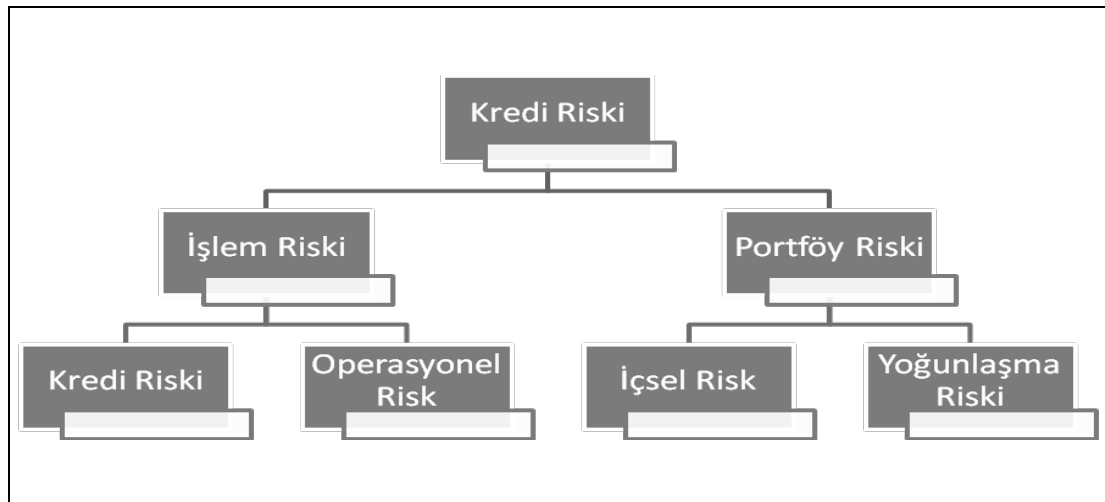 Kredi Riski
İşlem Riski
Portföy Riski
Kredi Riski
Operasyonel
Risk
İçsel Risk
Yoğunlaşma
Riski